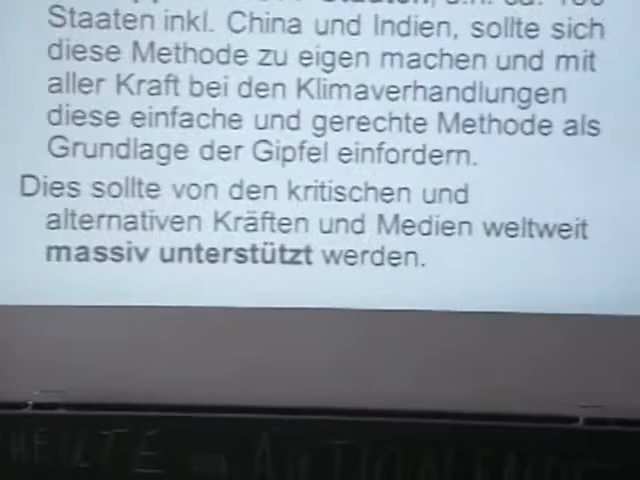 Staaten inkl. China und Indien, sollte sich
diese Methode zu eigen machen und mit
aller Kraft bei den Klimaverhandlungen
diese einfache und gerechte Methode als
Grundlage der Gipfel einfordern.
Dies sollte von den kritischen und
alternativen Kräften und Medien weltweit
massiv unterstützt werden.